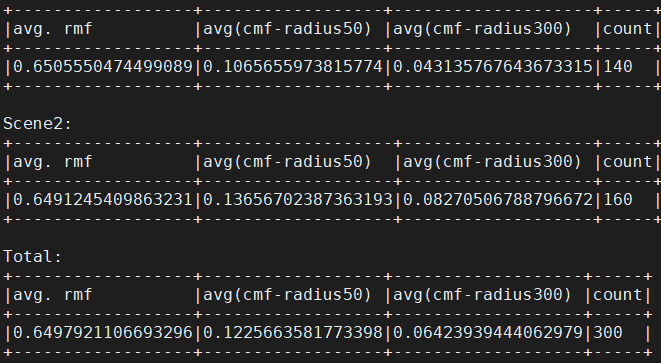 +-------------------+------------------+--------------------+-----+
|avg. rmf           |avg(cmf-radius50) |avg(cmf-radius300)  |count|
+-------------------+------------------+--------------------+-----+
|0.6505550474499089|0.1065655973815774|0.043135767643673315|140  |
+-------------------+------------------+--------------------+-----+
Scene2:
+-------------------+-------------------+-------------------+-----+
|avg. rmf           |avg(cmf-radius50)  |avg(cmf-radius300) |count|
+-------------------+-------------------+-------------------+-----+
|0.6491245409863231|0.13656702387363193|0.08270506788796672|160  |
+-------------------+-------------------+-------------------+-----+
Total:
+-------------------+------------------+-------------------+-----+
|avg. rmf           |avg(cmf-radius50) |avg(cmf-radius300) |count|
+-------------------+------------------+-------------------+-----+
|0.6497921106693296|0.1225663581773398|0.06423939444062979|300  |
+-------------------+------------------+-------------------+-----+